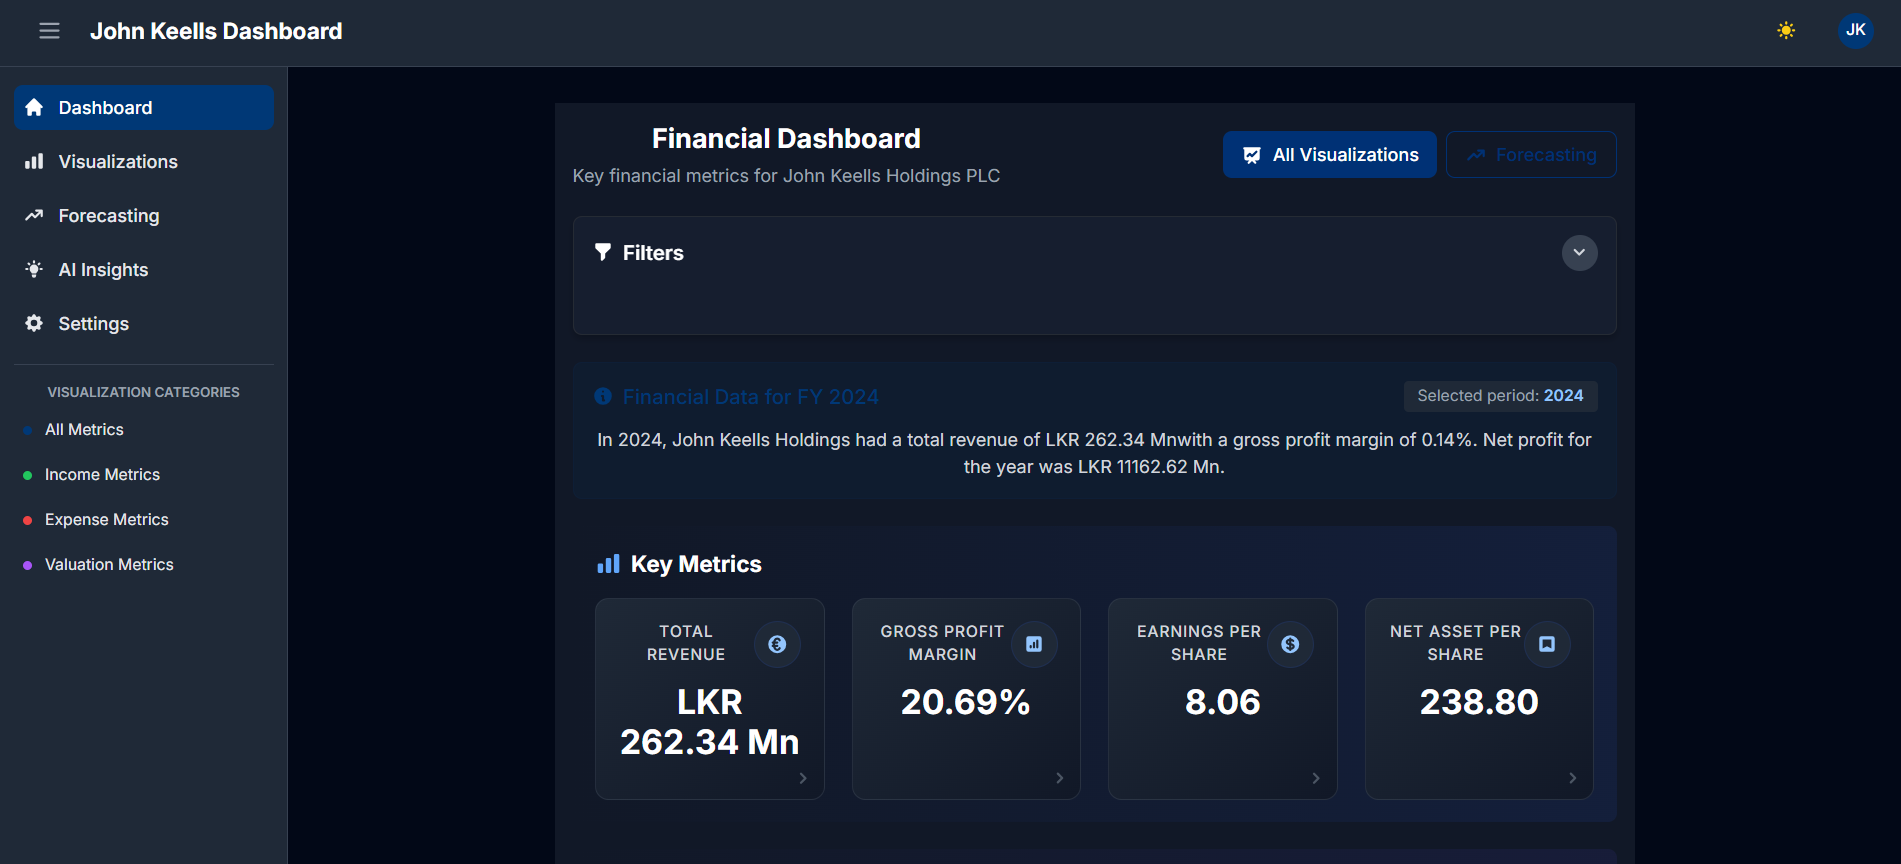 John Keells Dashboard
JK
Dashboard
Visualizations
Forecasting
AI Insights
Settings
VISUALIZATION CATEGORIES
All Metrics
Income Metrics
Expense Metrics
Valuation Metrics
Financial Dashboard
Key financial metrics for John Keells Holdings PLC
All Visualizations
Forecasting
Filters
Financial Data for FY 2024
Selected period: 2024
In 2024, John Keells Holdings had a total revenue of LKR 262.34 Mnwith a gross profit margin of 0.14%. Net profit for
the year was LKR 11162.62 Mn.
Key Metrics
TOTAL
REVENUE
LKR
262.34 Mn
GROSS PROFIT
MARGIN
20.69%
EARNINGS PER
SHARE
8.06
NET ASSET PER
SHARE
238.80